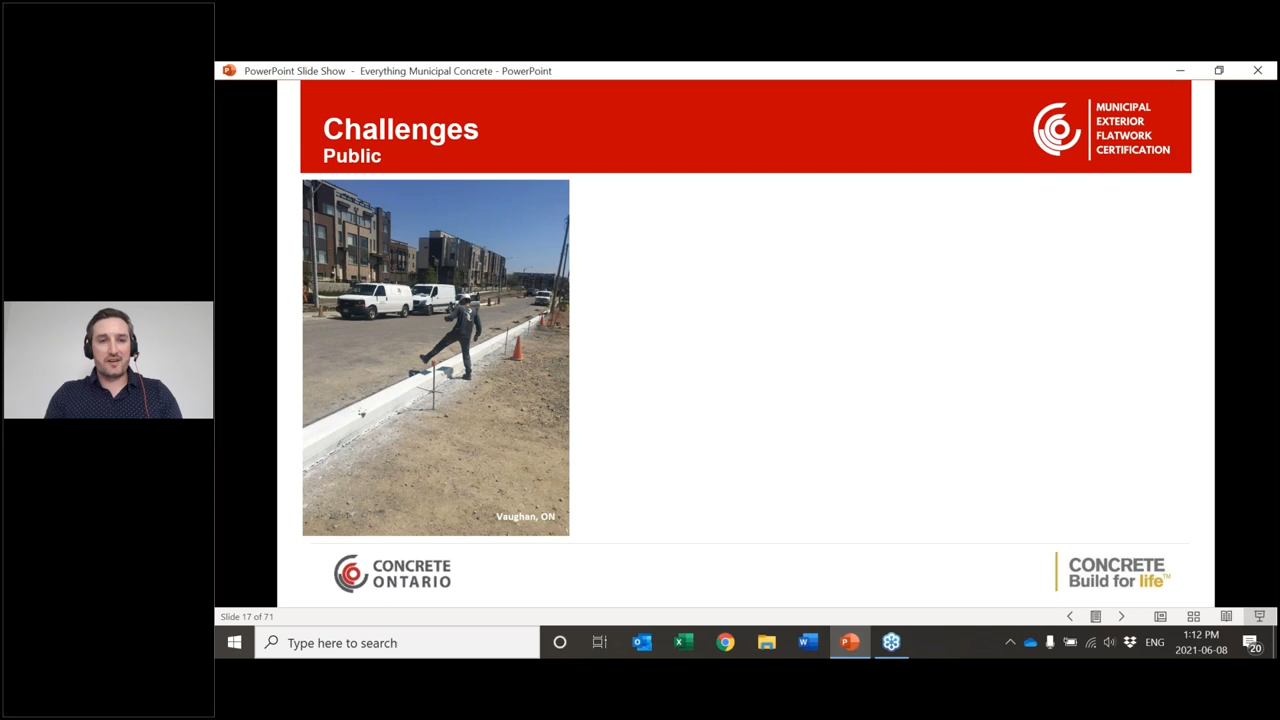 PowerPoint Slide Show - Everything Municipal Concrete - PowerPoint
Challenges
Public
MUNICIPAL
EXTERIOR
FLATWORK
CERTIFICATION
Vaughan, ON
CONCRETE
ONTARIO
CONCRETE
Build for life™
Slide 17 of 71
Type here to search
ENG
1:12 PM
2021-06-08
20